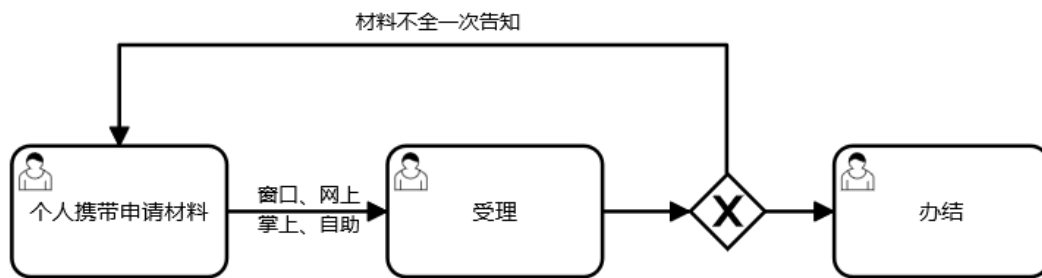 材料不全一次告知
个人携带申请材料
窗口、网上
掌上、自助
受理
X
办结